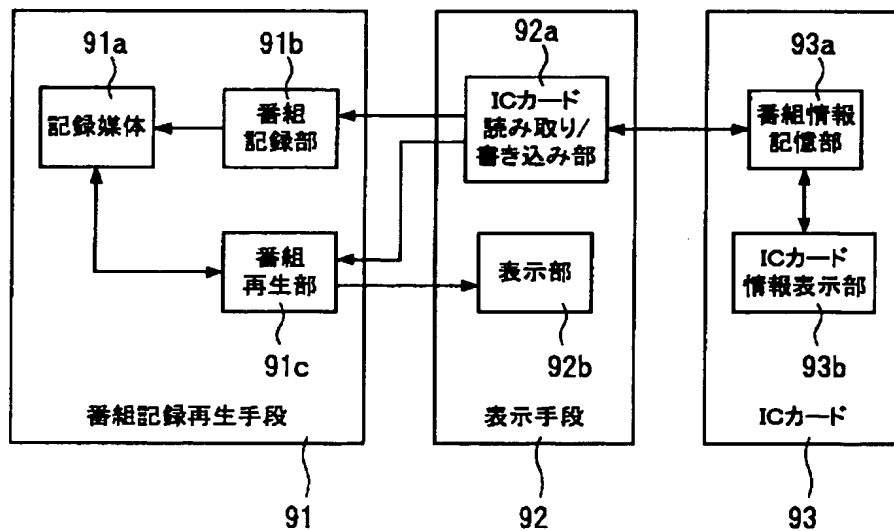 91a
91b
92a
93a
記録媒体
番組
記録部
ICカード
読み取り/
書き込み部
番組情報
記憶部
番組
再生部
表示部
ICカード
情報表示部
91c
92b
93b
番組記録再生手段
表示手段
ICカード
91
92
93